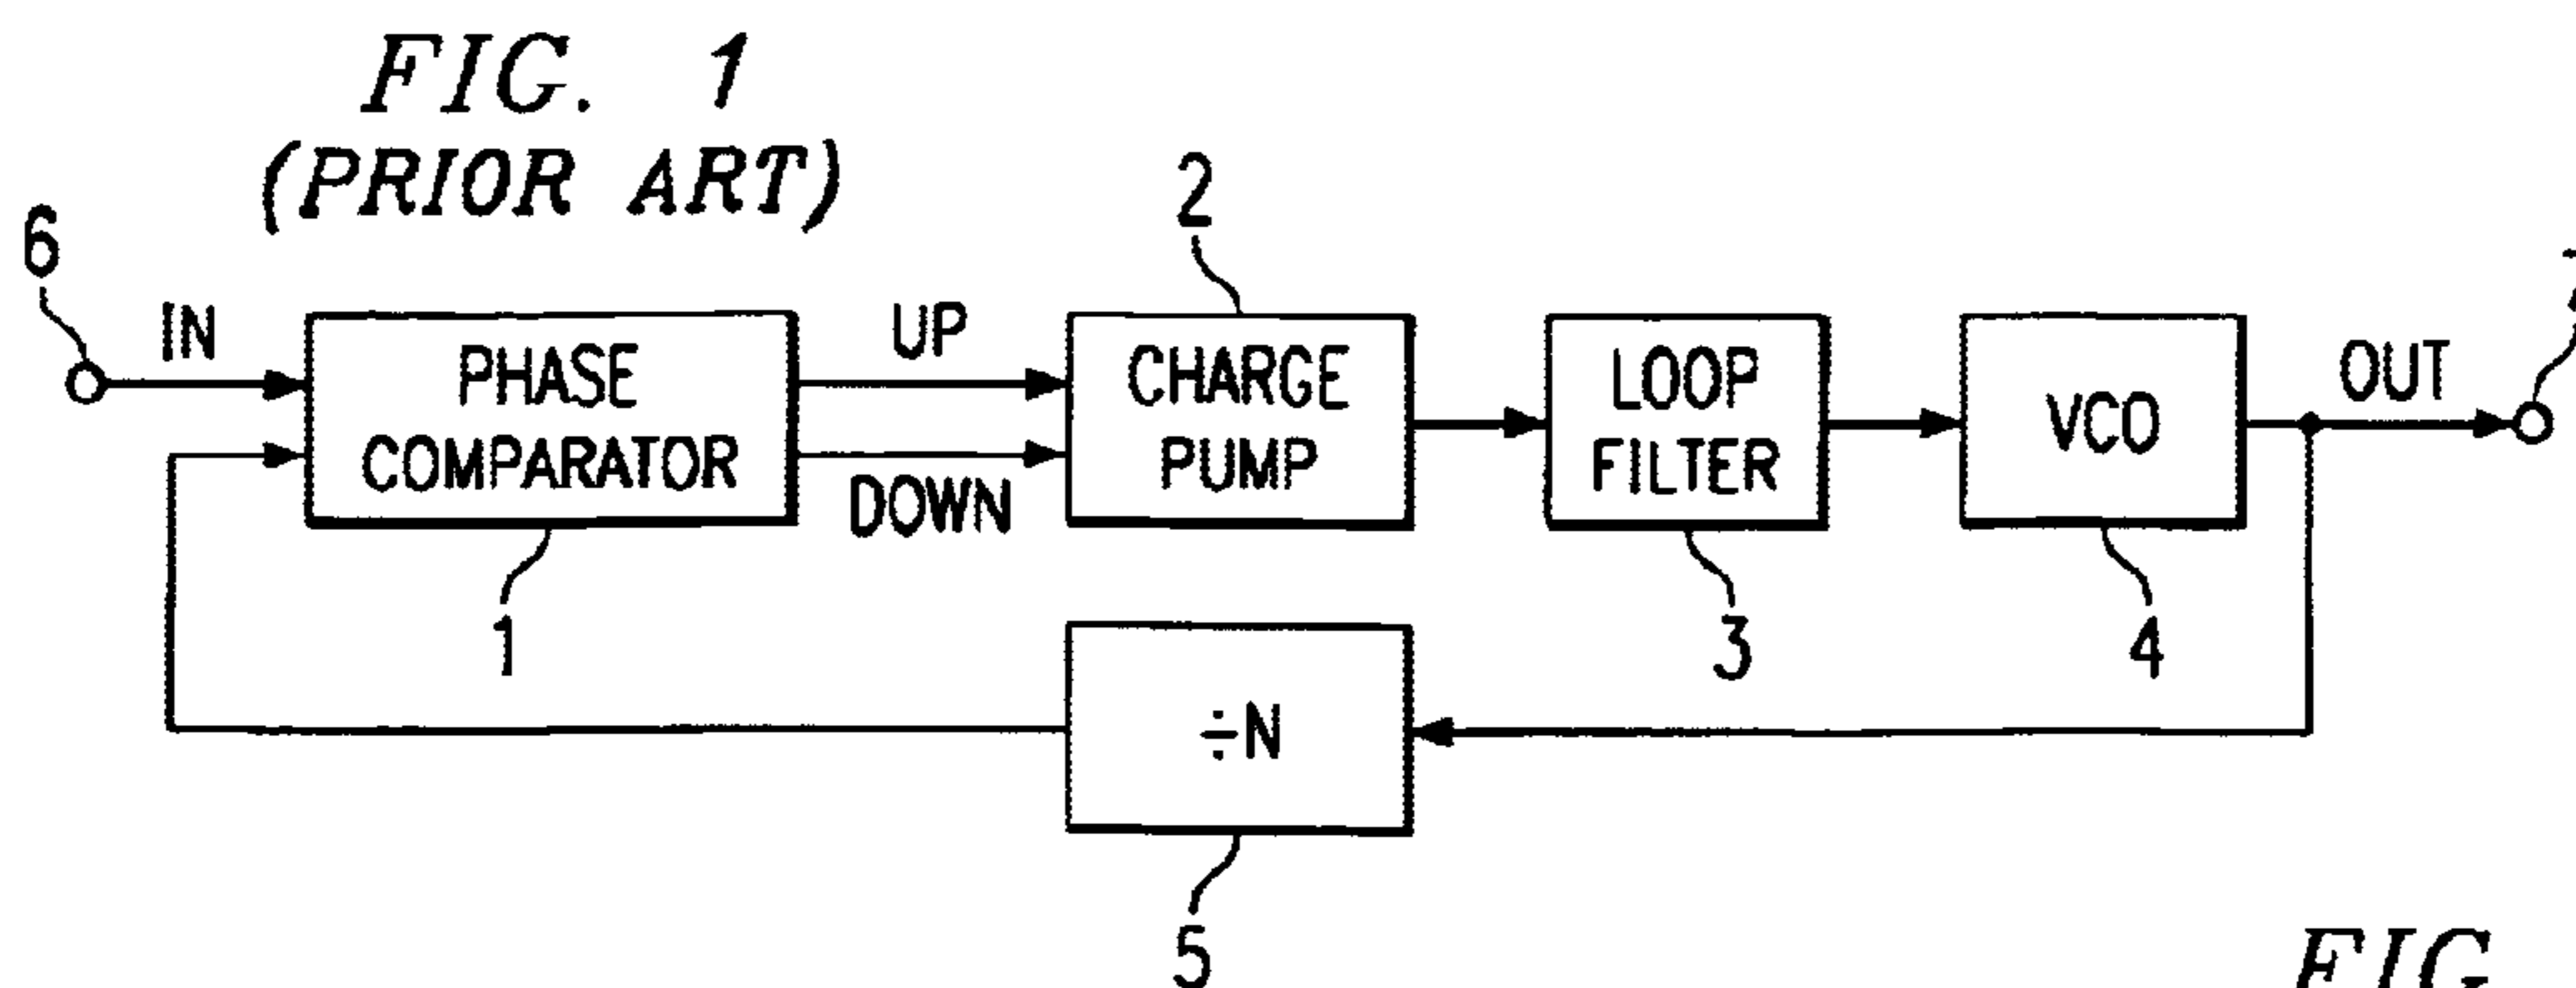 FIG. 1
(PRIOR ART)
6
IN
PHASE
COMPARATOR
1
UP
DOWN
2
CHARGE
PUMP
LOOP
FILTER
3
VCO
4
OUT
÷N
5
FIG